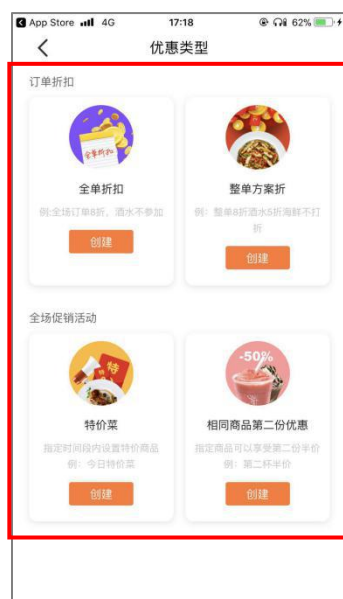 App Store 4G 17:18 62%
优惠类型
订单折扣
全单折扣
全单折扣
例:全场订单8折，酒水不参加
创建
整单方案折
例：整单8折酒水5折海鲜不打
折
创建
全场促销活动
特
特价菜
指定时间段内设置特价商品
例：今日特价菜
创建
-50%
相同商品第二份优惠
指定商品可以享受第二份半价
例：第二杯半价
创建